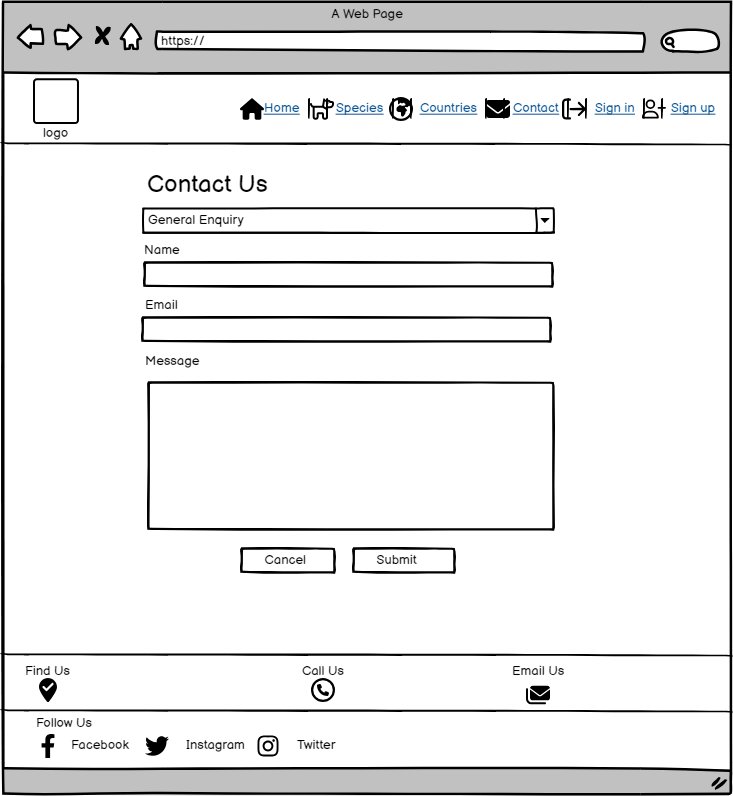 A Web Page
https://
Home Species Countries Contact Sign in Sign up
logo
Contact Us
General Enquiry
Name
Email
Message
Cancel Submit
Find Us Call Us Email Us
Follow Us
Facebook Instagram Twitter